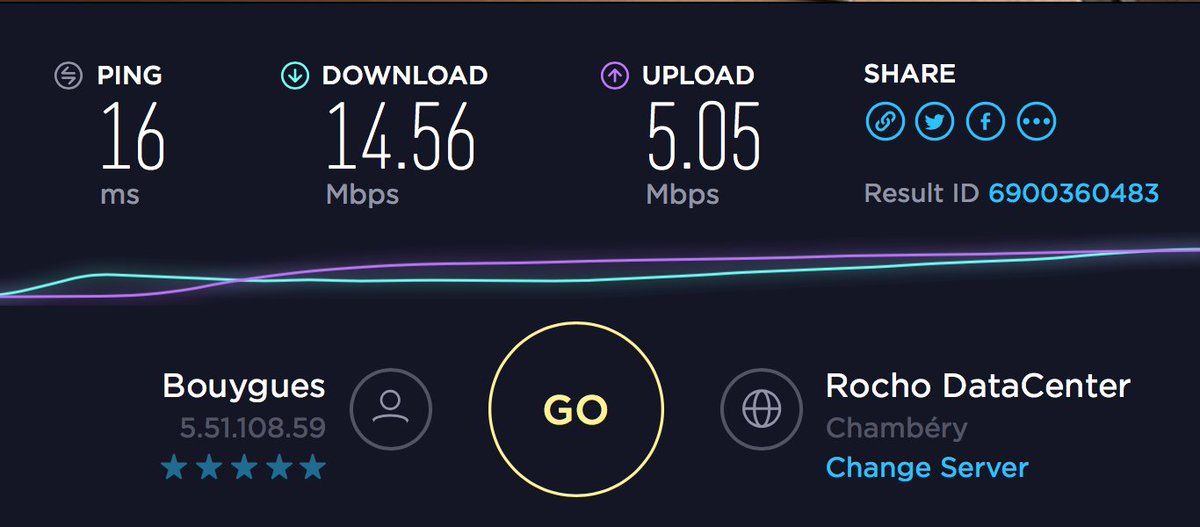 PING
16
ms
DOWNLOAD
14.56
Mbps
UPLOAD
5.05
Mbps
SHARE
Result ID 6900360483
Bouygues
5.51.108.59
GO
Rocho DataCenter
Chambéry
Change Server